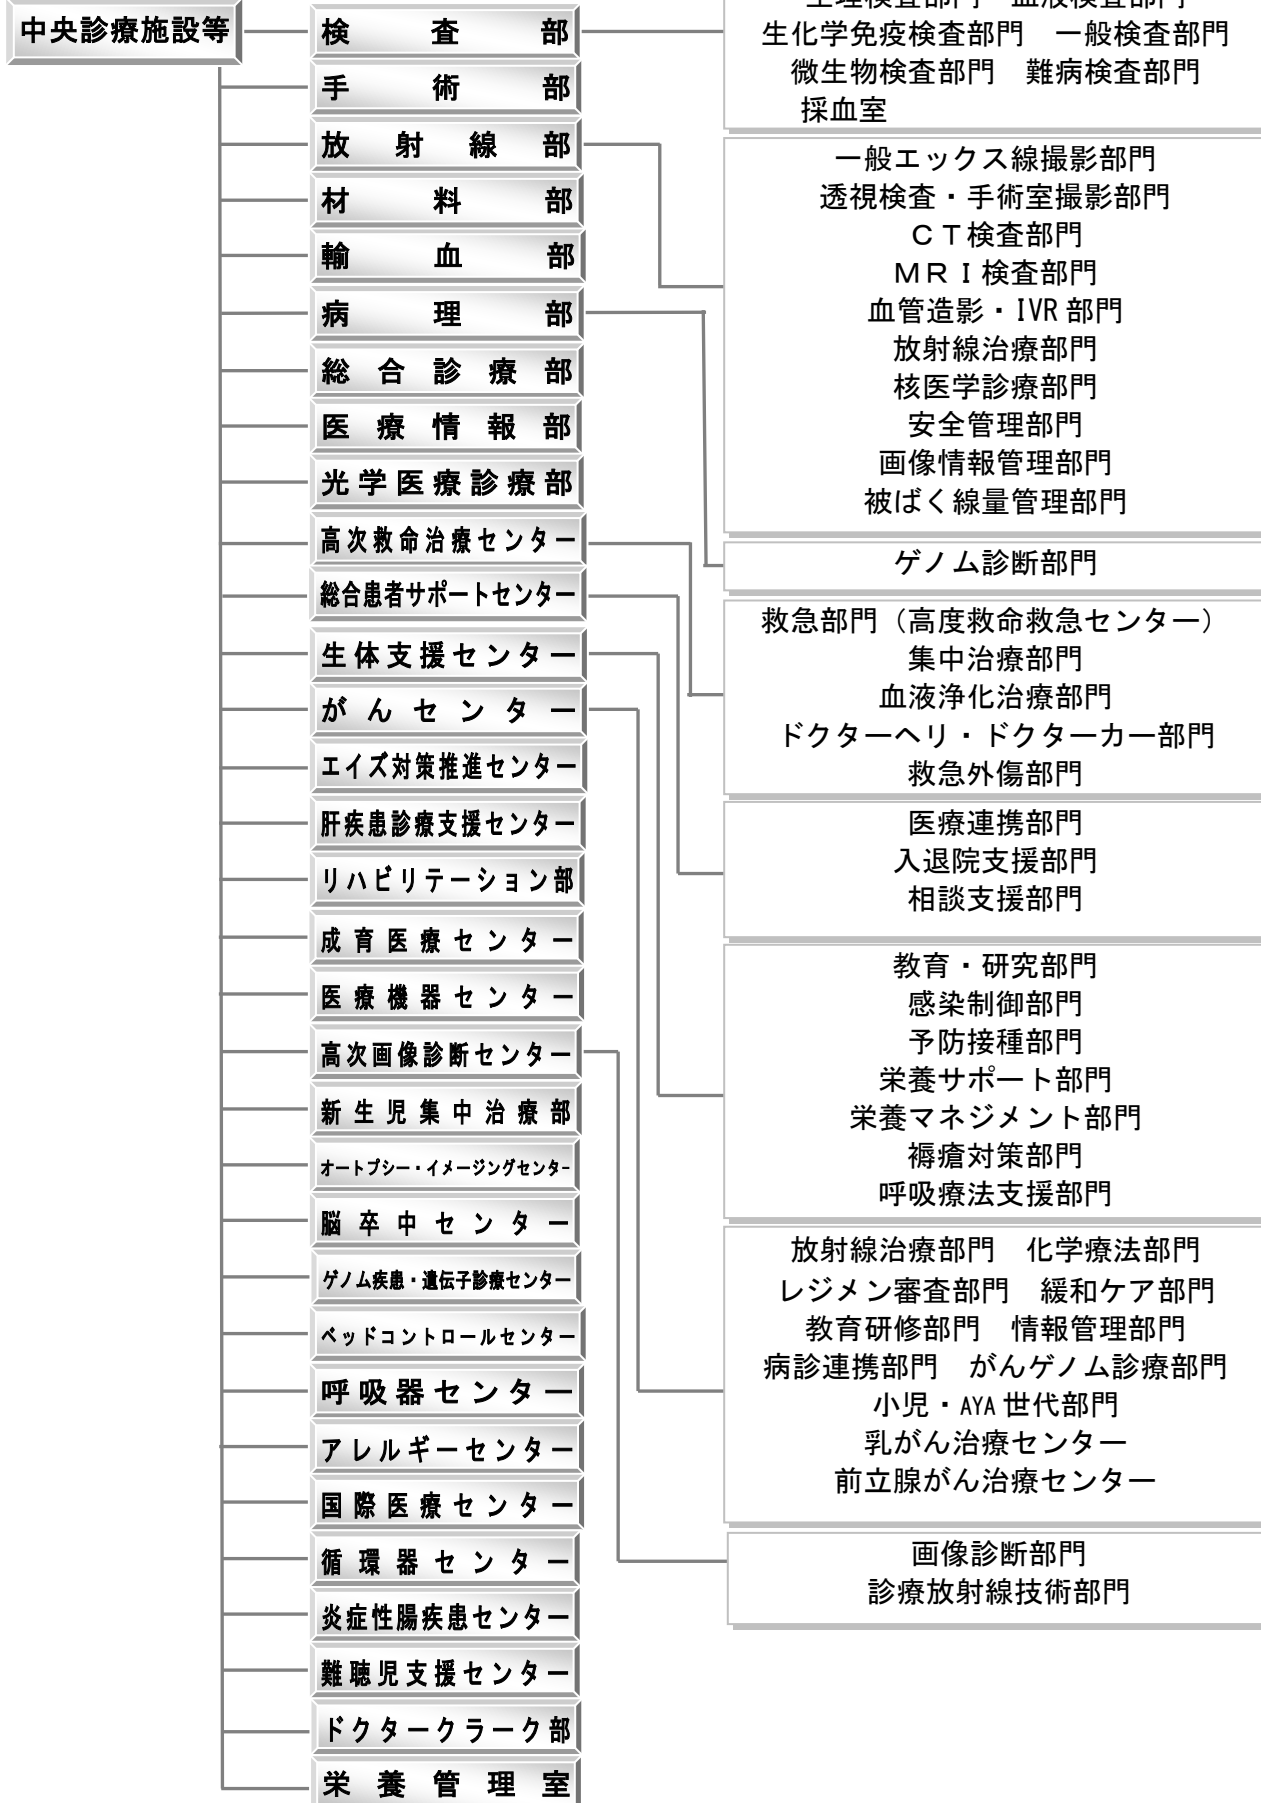 中央診療施設等
検査部
手術部
放射線部
材料部
輸血部
病理部
総合診療部
医療情報部
光学医療診療部
高次救命治療センター
総合患者サポートセンター
生体支援センター
がんセンター
エイズ対策推進センター
肝疾患診療支援センター
リハビリテーション部
成育医療センター
医療機器センター
高次画像診断センター
新生児集中治療部
オートプシー・イメージングセンター
脳卒中センター
ゲノム疾患・遺伝子診療センター
ベッドコントロールセンター
呼吸器センター
アレルギーセンター
国際医療センター
循環器センター
炎症性腸疾患センター
難聴児支援センター
ドクタークラーク部
栄養管理室
生理検査部門　血液検査部門
生化学免疫検査部門　一般検査部門
微生物検査部門　難病検査部門
採血室
一般エックス線撮影部門
透視検査・手術室撮影部門
ＣＴ検査部門
ＭＲＩ検査部門
血管造影・IVR部門
放射線治療部門
核医学診療部門
安全管理部門
画像情報管理部門
被ばく線量管理部門
ゲノム診断部門
救急部門（高度救命救急センター）
集中治療部門
血液浄化治療部門
ドクターヘリ・ドクターカー部門
救急外傷部門
医療連携部門
入退院支援部門
相談支援部門
教育・研究部門
感染制御部門
予防接種部門
栄養サポート部門
栄養マネジメント部門
褥瘡対策部門
呼吸療法支援部門
放射線治療部門　化学療法部門
レジメン審査部門　緩和ケア部門
教育研修部門　情報管理部門
病診連携部門　がんゲノム診療部門
小児・AYA世代部門
乳がん治療センター
前立腺がん治療センター
画像診断部門
診療放射線技術部門